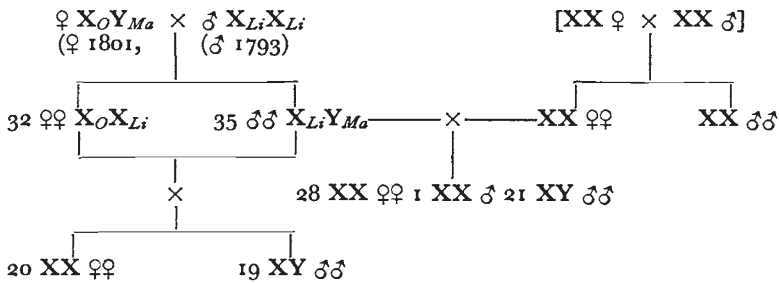 ♀ X_O Y_Ma × ♂ X_Li X_Li [XX ♀ × XX ♂]
(♀ 1801, (♂ 1793)
32 ♀♀ X_O X_Li 35 ♂♂ X_Li Y_Ma × XX ♀♀ XX ♂♂
× 28 XX ♀♀ 1 XX ♂ 21 XY ♂♂
20 XX ♀♀ 19 XY ♂♂